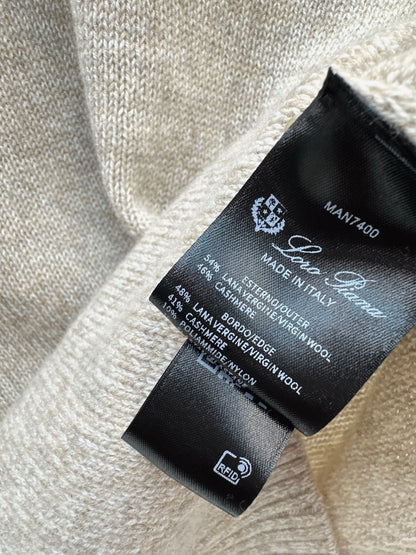 MAN7400
Loro Piana
MADE IN ITALY
ESTERNO/OUTER
54% LANA VERGINE/VIRGIN WOOL
46% CASHMERE
BORDO/EDGE
48% LANA VERGINE/VIRGIN WOOL
41% CASHMERE
10% POLIAMMIDE/NYLON
RFID